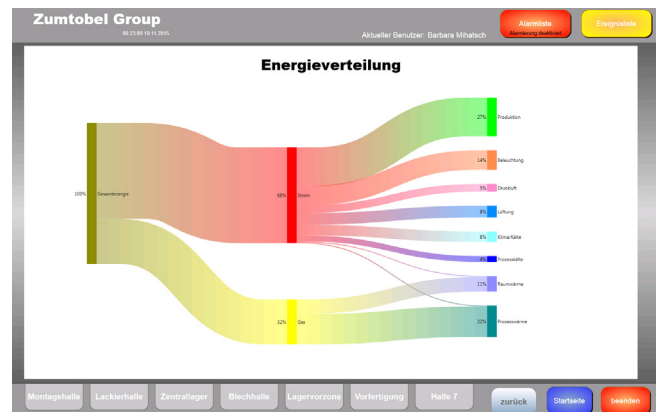 Zumtobel Group
08:23:09 10.11.2015
Aktueller Benutzer: Barbara Mihatsch
Alarmliste
Alarmierung deaktiviert
Ereignisliste
Energieverteilung
27% Produktion
14% Beleuchtung
5% Druckluft
100% Gesamtenergie
68% Strom
8% Lüftung
8% Klima/Kälte
4% Prozesskälte
11% Raumwärme
32% Gas
22% Prozesswärme
Montagehalle Lackierhalle Zentrallager Blechhalle Lagervorzone Vorfertigung Halle 7 zurück Startseite beenden